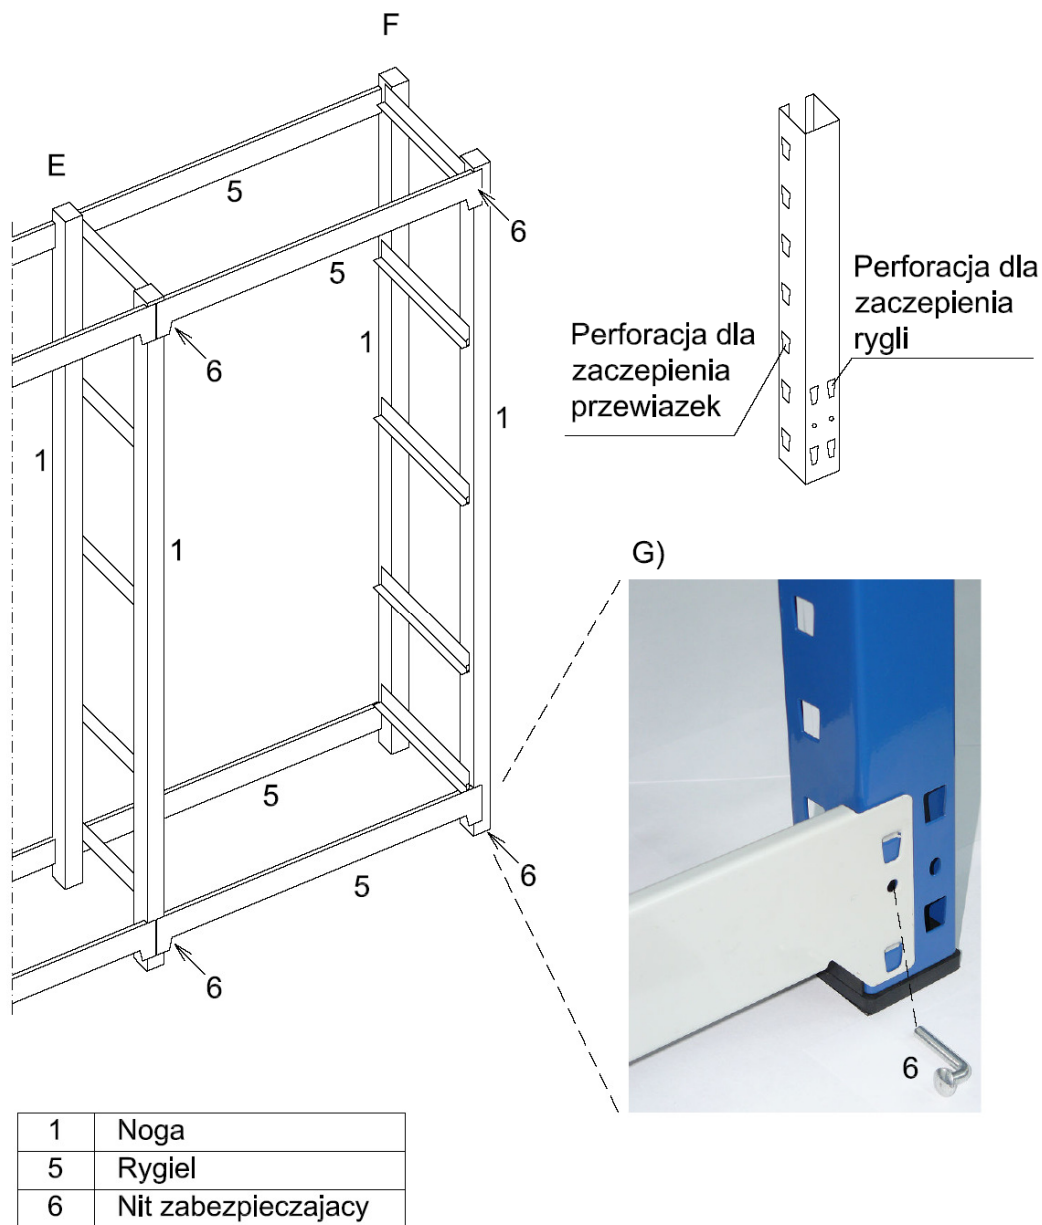 F
E
5
6
5
1
6
1
1
1
5
5
6
6
Perforacja dla
zaczepienia
przewiazek
Perforacja dla
zaczepienia
rygli
G)
6
1 Noga
5 Rygiel
6 Nit zabezpieczajacy